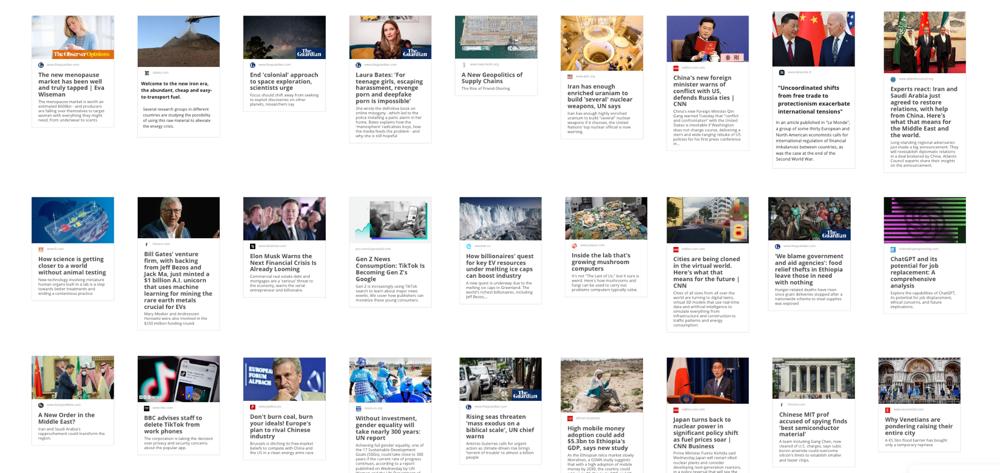 The Observer Opinions
www.theguardian.com
The new menopause
market has been well
and truly tapped | Eva
Wiseman
The menopause market is worth an
estimated $600bn - and producers
are falling over themselves to target
women with everything they might
need, from underwear to scents
elpais.com
Welcome to the new iron era,
the abundant, cheap and easy-
to-transport fuel.
Several research groups in different
countries are studying the possibility
of using this raw material to alleviate
the energy crisis.
The
Guardian
www.theguardian.com
End 'colonial' approach
to space exploration,
scientists urge
Focus should shift away from seeking
to exploit discoveries on other
planets, researchers say
The
Guardian
www.theguardian.com
Laura Bates: 'For
teenage girls, escaping
harassment, revenge
porn and deepfake
porn is impossible'
She wrote the definitive book on
online misogyny - which led to the
police installing a panic alarm in her
home. Bates explains how the
'manosphere' radicalises boys, how
the media feeds the problem - and
why she is still hopeful
www.swp-berlin.org
A New Geopolitics of
Supply Chains
The Rise of Friend-Shoring
www.pbs.org
Iran has enough
enriched uranium to
build 'several' nuclear
weapons, UN says
Iran has enough highly enriched
uranium to build "several" nuclear
weapons if it chooses, the United
Nations' top nuclear official is now
warning.
秦 刚
edition.cnn.com
China's new foreign
minister warns of
conflict with US,
defends Russia ties |
CNN
China's new Foreign Minister Qin
Gang warned Tuesday that "conflict
and confrontation" with the United
States is inevitable if Washington
does not change course, delivering a
stern and wide-ranging rebuke of US
policies for his first press conference
in...
www.lemonde.fr
"Uncoordinated shifts
from free trade to
protectionism exacerbate
international tensions"
In an article published in "Le Monde",
a group of some thirty European and
North American economists calls for
international regulation of financial
imbalances between countries, as
was the case at the end of the
Second World War.
www.atlanticcouncil.org
Experts react: Iran and
Saudi Arabia just
agreed to restore
relations, with help
from China. Here's
what that means for
the Middle East and
the world.
Long-standing regional adversaries
just made a big announcement: They
will reestablish diplomatic relations
in a deal brokered by China. Atlantic
Council experts share their insights
on the announcement.
FT
www.ft.com
How science is getting
closer to a world
without animal testing
New technology involving miniature
human organs built in a lab is a step
towards better treatments and
ending a contentious practice
fortune.com
Bill Gates' venture
firm, with backing
from Jeff Bezos and
Jack Ma, just minted a
$1 billion A.I. unicorn
that uses machine
learning for mining the
rare earth metals
crucial for EVs
Mary Meeker and Andreessen
Horowitz were also involved in the
$250 million funding round.
www.thestreet.com
Elon Musk Warns the
Next Financial Crisis Is
Already Looming
Commercial real estate debt and
mortgages are a 'serious' threat to
the economy, warns the serial
entrepreneur and billionaire.
pro.morningconsult.com
Gen Z News
Consumption: TikTok Is
Becoming Gen Z's
Google
Gen Z is increasingly using TikTok
search to learn about major news
events. We cover how publishers can
monetize these young consumers.
electrek.co
How billionaires' quest
for key EV resources
under melting ice caps
can boost industry
A new quest is underway due to the
melting ice caps in Greenland. The
world's richest billionaires, including
Jeff Bezos,...
www.popsci.com
Inside the lab that's
growing mushroom
computers
It's not "The Last of Us," but it sure is
weird. Here's how mushrooms and
fungi can be used to carry out
problems computers typically solve.
edition.cnn.com
Cities are being cloned
in the virtual world.
Here's what that
means for the future |
CNN
Cities of all sizes from all over the
world are turning to digital twins,
virtual 3D models that use real-time
data and artificial intelligence to
simulate everything from
infrastructure and construction to
traffic patterns and energy
consumption.
The
Guardian
www.theguardian.com
'We blame government
and aid agencies': food
relief thefts in Ethiopia
leave those in need
with nothing
Hunger-related deaths have risen
since grain deliveries stopped after a
nationwide scheme to steal supplies
was exposed
interestingengineering.com
ChatGPT and its
potential for job
replacement: A
comprehensive
analysis
Explore the capabilities of ChatGPT,
its potential for job displacement,
ethical concerns, and future
implications.
www.foreignaffairs.com
A New Order in the
Middle East?
Iran and Saudi Arabia's
rapprochement could transform the
region.
BBC NEWS
www.bbc.com
BBC advises staff to
delete TikTok from
work phones
The corporation is taking the decision
over privacy and security concerns
about the popular app.
EUROPEA
FORUM
ALPBACH
www.politico.eu
Don't burn coal, burn
your ideals! Europe's
plan to rival Chinese
industry
Brussels is ditching its free-market
beliefs to compete with China and
the US in a clean energy arms race.
UN
news.un.org
Without investment,
gender equality will
take nearly 300 years:
UN report
Achieving full gender equality, one of
the 17 Sustainable Development
Goals (SDGs), could take close to 300
years if the current rate of progress
continues, according to a report
published on Wednesday by UN
Women and the UN Department of
The
Guardian
www.theguardian.com
Rising seas threaten
'mass exodus on a
biblical scale', UN chief
warns
António Guterres calls for urgent
action as climate-driven rise brings
'torrent of trouble' to almost a billion
people
AB
african.business
High mobile money
adoption could add
$5.3bn to Ethiopia's
GDP, says new study
As the Ethiopian telco market slowly
liberalises, a GSMA study suggests
that with a high adoption of mobile
money by 2030, the country could
edition.cnn.com
Japan turns back to
nuclear power in
significant policy shift
as fuel prices soar |
CNN Business
Prime Minister Fumio Kishida said
Wednesday Japan will restart idled
nuclear plants and consider
developing next-generation reactors,
in a policy reversal that will see the
fortune.com
Chinese MIT prof
accused of spying finds
'best semiconductor
material'
A team including Gang Chen, now
cleared of U.S. charges, says cubic
boron arsenide could overcome
silicon's limits to establish smaller
and faster chips.
www.economist.com
Why Venetians are
pondering raising their
entire city
A €5.5bn flood barrier has bought
only a temporary reprieve